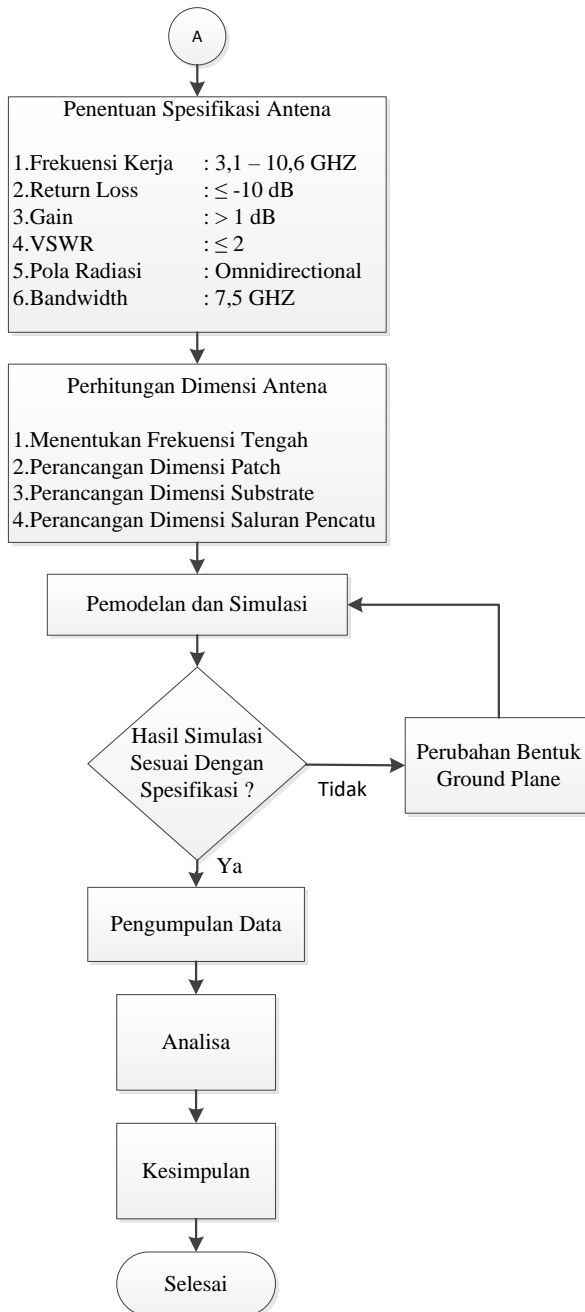 A
Penentuan Spesifikasi Antena
1.Frekuensi Kerja : 3,1 – 10,6 GHZ
2.Return Loss : ≤ -10 dB
3.Gain : > 1 dB
4.VSWR : ≤ 2
5.Pola Radiasi : Omnidirectional
6.Bandwidth : 7,5 GHZ
Perhitungan Dimensi Antena
1.Menentukan Frekuensi Tengah
2.Perancangan Dimensi Patch
3.Perancangan Dimensi Substrate
4.Perancangan Dimensi Saluran Pencatu
Pemodelan dan Simulasi
Hasil Simulasi
Sesuai Dengan
Spesifikasi ?
Tidak
Perubahan Bentuk
Ground Plane
Ya
Pengumpulan Data
Analisa
Kesimpulan
Selesai